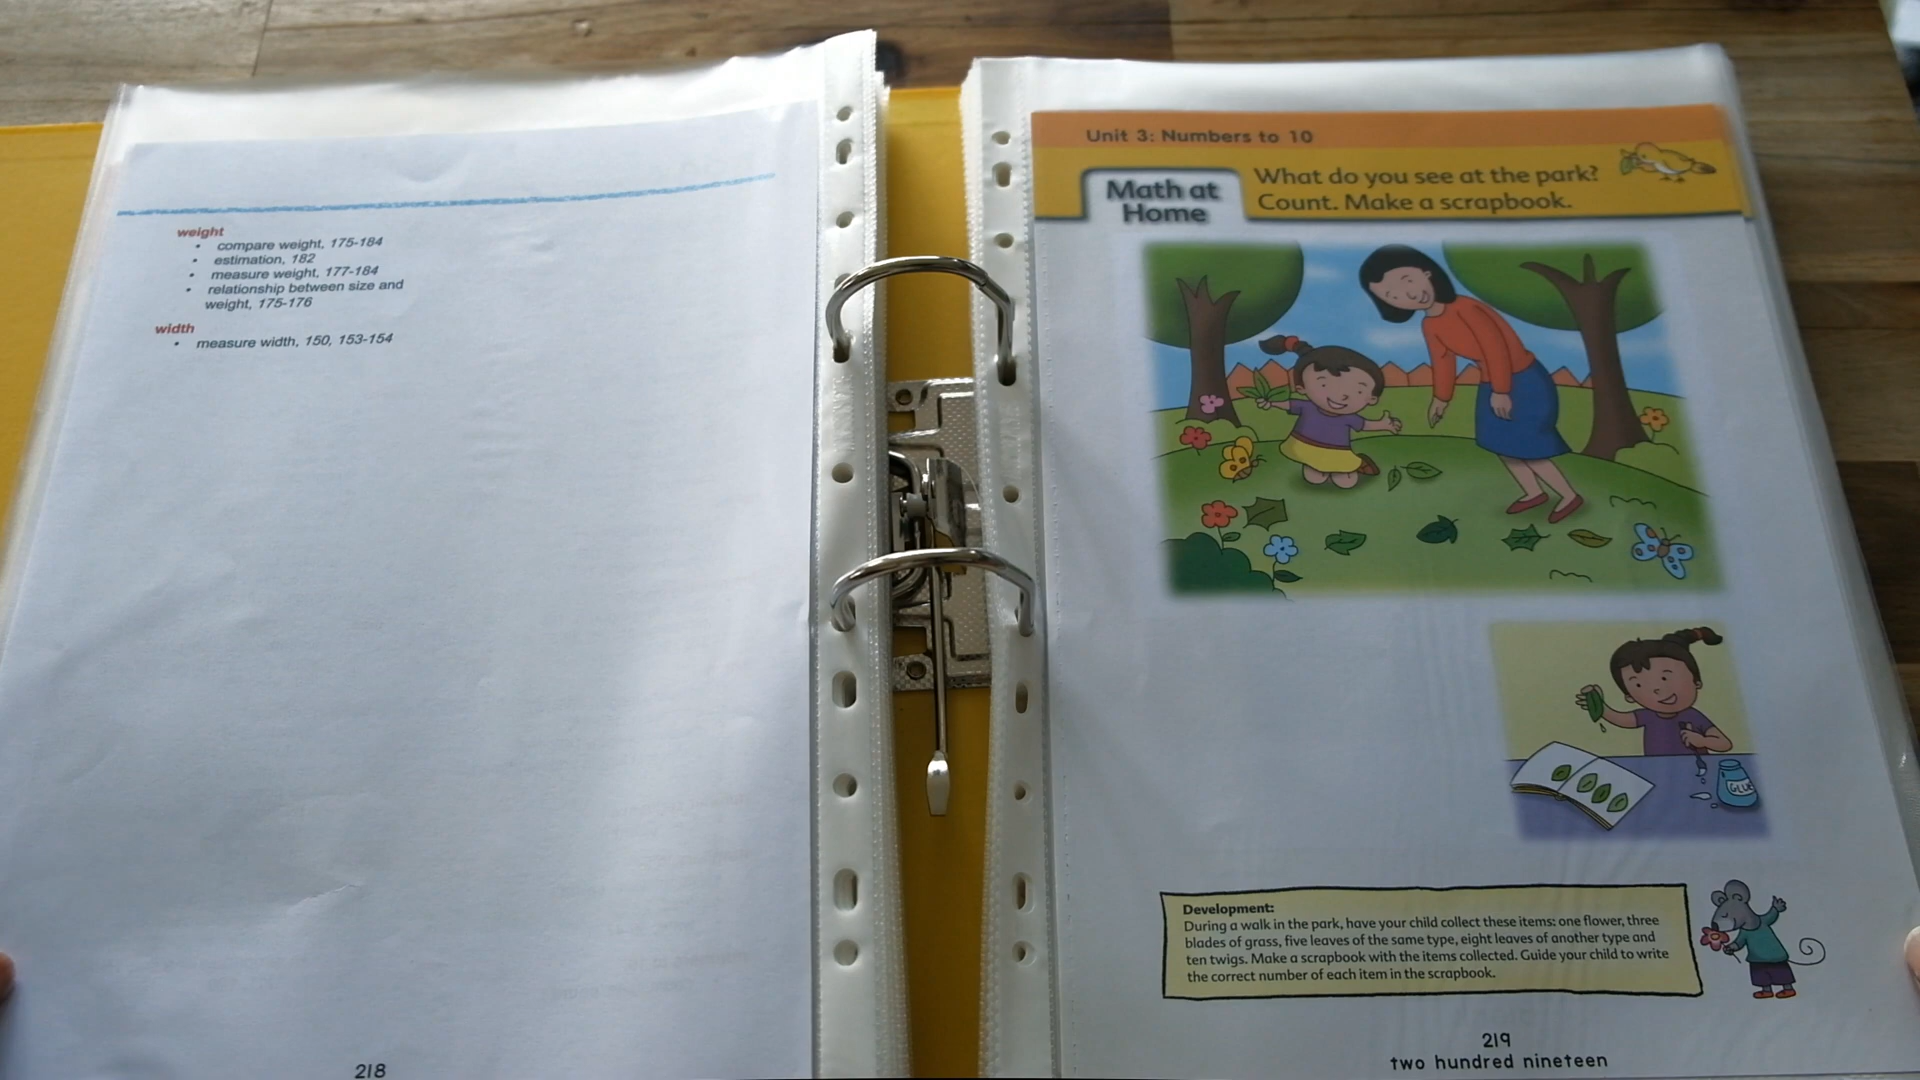 weight
• compare weight, 175-184
• estimation, 182
• measure weight, 177-184
• relationship between size and
weight, 175-176
width
• measure width, 150, 153-154
218
Unit 3: Numbers to 10
Math at
Home
What do you see at the park?
Count. Make a scrapbook.
GLUE
Development:
During a walk in the park, have your child collect these items: one flower, three
blades of grass, five leaves of the same type, eight leaves of another type and
ten twigs. Make a scrapbook with the items collected. Guide your child to write
the correct number of each item in the scrapbook.
219
two hundred nineteen